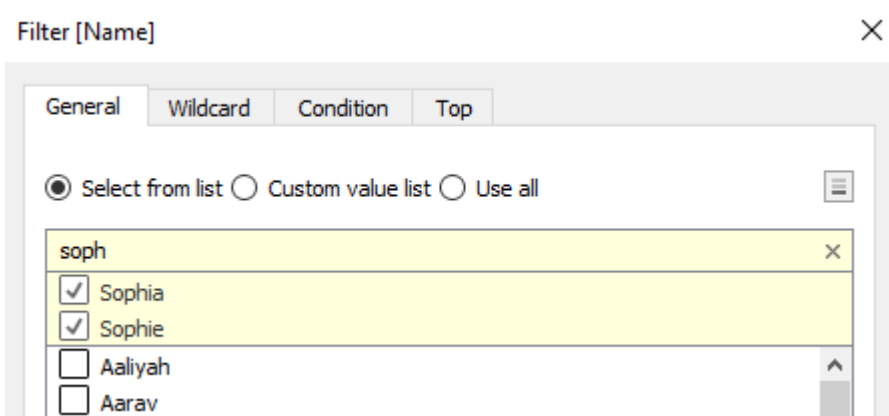 Filter [Name]
General Wildcard Condition Top
Select from list Custom value list Use all
soph
Sophia
Sophie
Aaliyah
Aarav